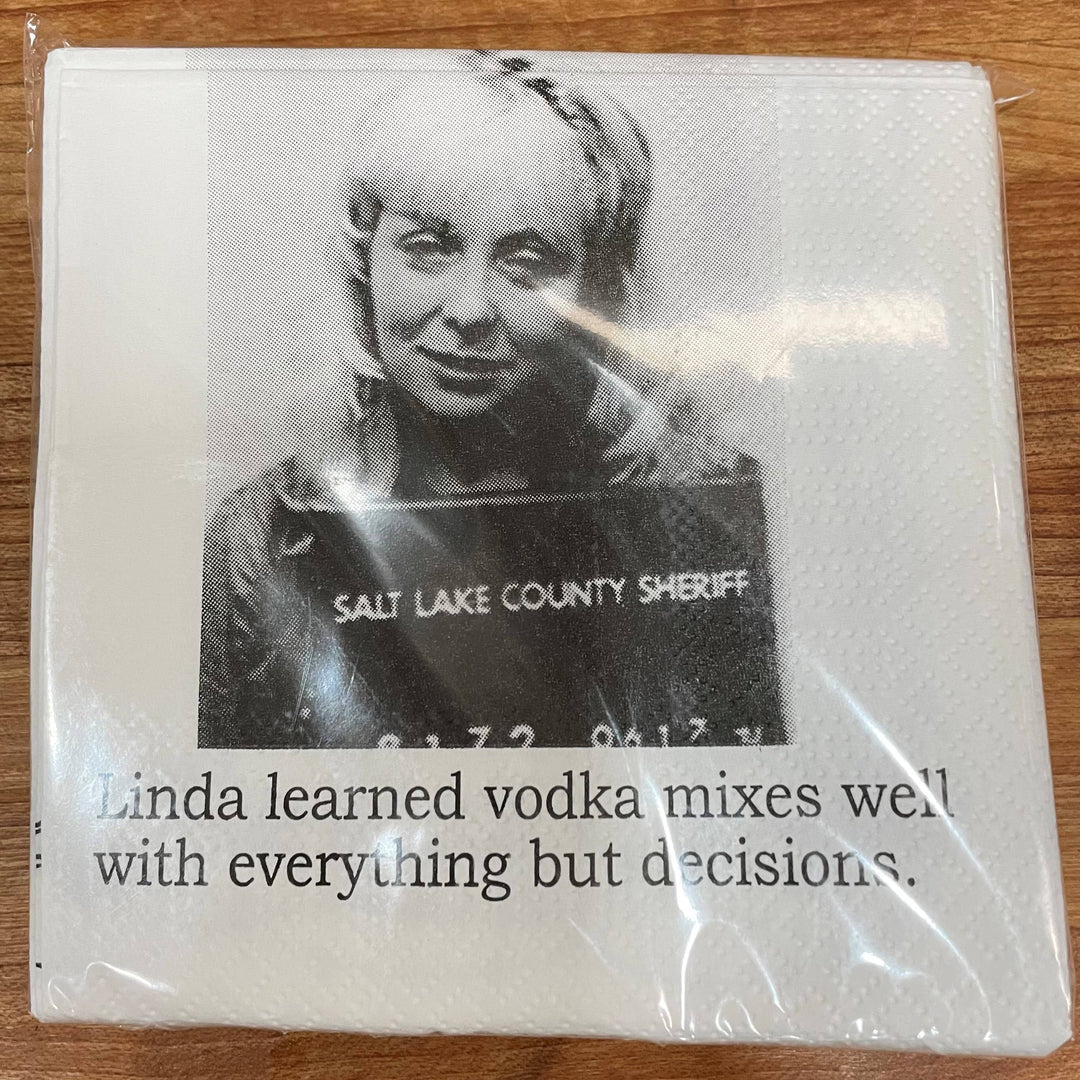 SALT LAKE COUNTY SHERIFF
Linda learned vodka mixes well
with everything but decisions.